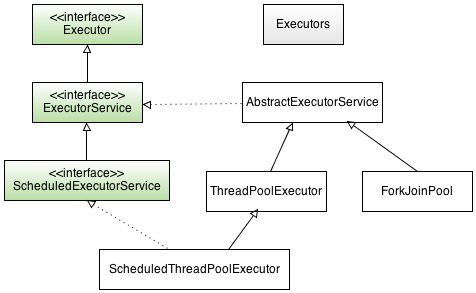 <<interface>>
Executor
Executors
<<interface>>
ExecutorService
AbstractExecutorService
<<interface>>
ScheduledExecutorService
ThreadPoolExecutor
ForkJoinPool
ScheduledThreadPoolExecutor